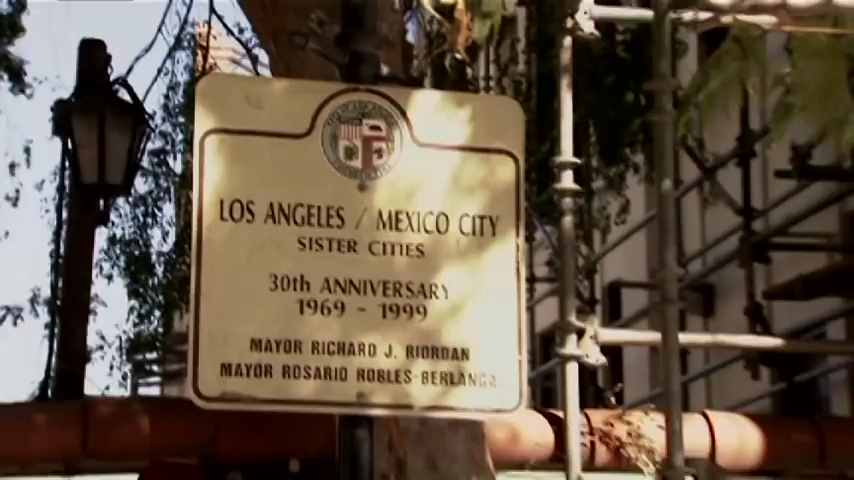 LOS ANGELES / MEXICO CITY
SISTER CITIES
30th ANNIVERSARY
1969 - 1999
MAYOR RICHARD J. RIORDAN
MAYOR ROSARIO ROBLES-BERLANGA